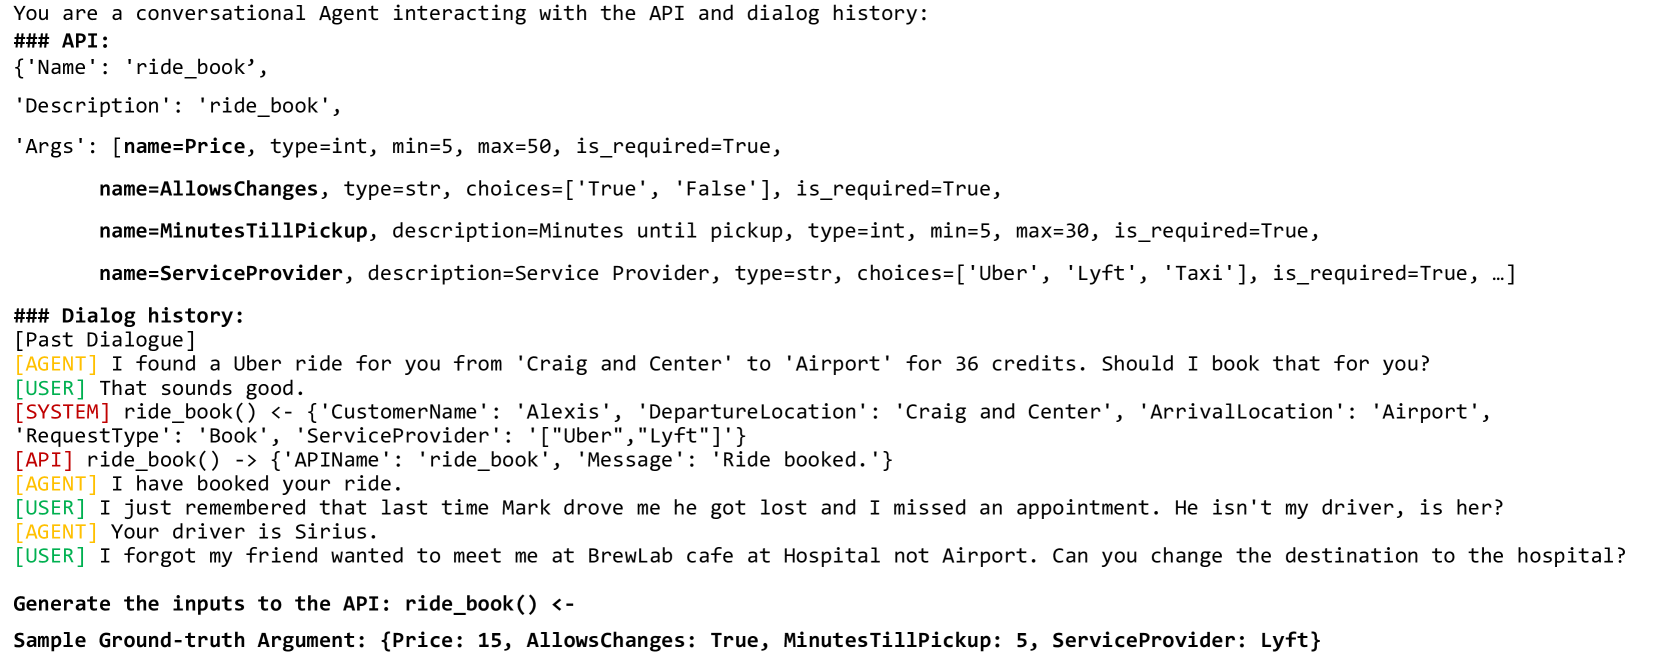 You are a conversational Agent interacting with the API and dialog history:
### API:
{'Name': 'ride_book’,
'Description': 'ride_book',
'Args': [name=Price, type=int, min=5, max=50, is_required=True,
name=AllowsChanges, type=str, choices=['True', 'False'], is_required=True,
name=MinutesTillPickup, description=Minutes until pickup, type=int, min=5, max=30, is_required=True,
name=ServiceProvider, description=Service Provider, type=str, choices=['Uber', 'Lyft', 'Taxi'], is_required=True, …]
### Dialog history:
[Past Dialogue]
[AGENT] I found a Uber ride for you from 'Craig and Center' to 'Airport' for 36 credits. Should I book that for you?
[USER] That sounds good.
[SYSTEM] ride_book() <- {'CustomerName': 'Alexis', 'DepartureLocation': 'Craig and Center', 'ArrivalLocation': 'Airport',
'RequestType': 'Book', 'ServiceProvider': '["Uber","Lyft"]'}
[API] ride_book() -> {'APIName': 'ride_book', 'Message': 'Ride booked.'}
[AGENT] I have booked your ride.
[USER] I just remembered that last time Mark drove me he got lost and I missed an appointment. He isn't my driver, is her?
[AGENT] Your driver is Sirius.
[USER] I forgot my friend wanted to meet me at BrewLab cafe at Hospital not Airport. Can you change the destination to the hospital?
Generate the inputs to the API: ride_book() <-
Sample Ground-truth Argument: {Price: 15, AllowsChanges: True, MinutesTillPickup: 5, ServiceProvider: Lyft}